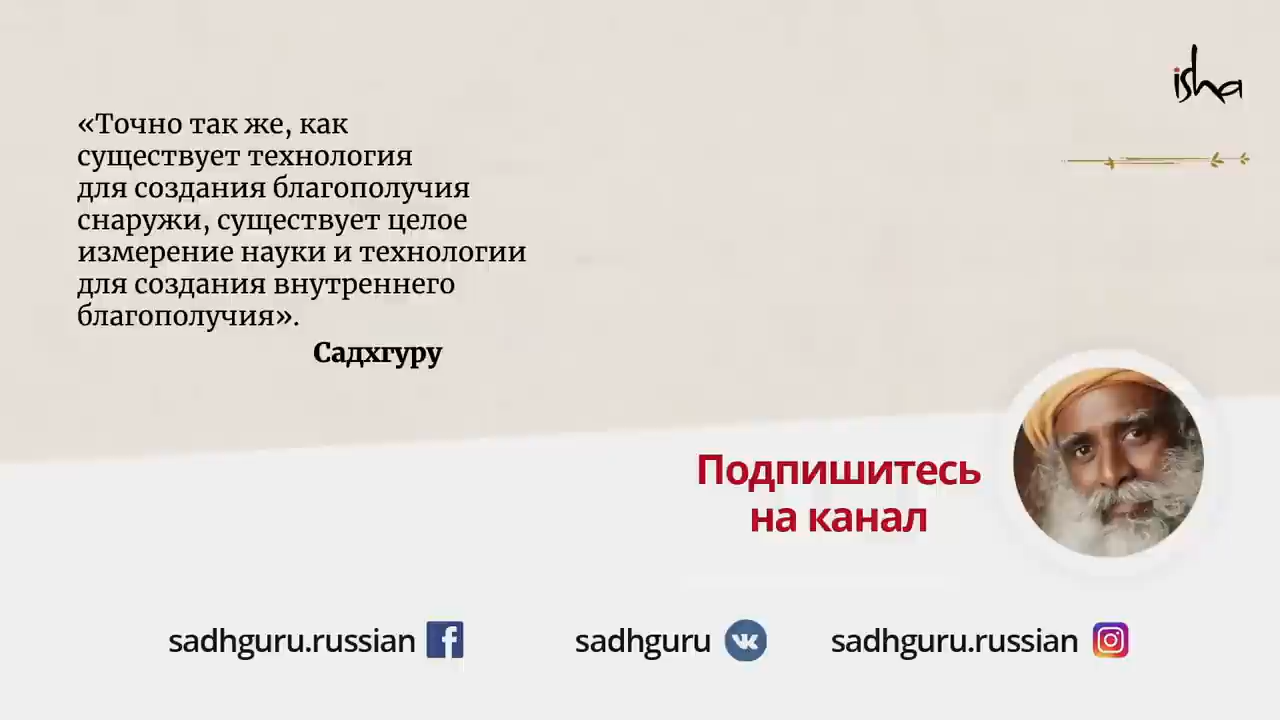 isha
«Точно так же, как
существует технология
для создания благополучия
снаружи, существует целое
измерение науки и технологии
для создания внутреннего
благополучия».
Садхгуру
Подпишитесь
на канал
sadhguru.russian
sadhguru
sadhguru.russian